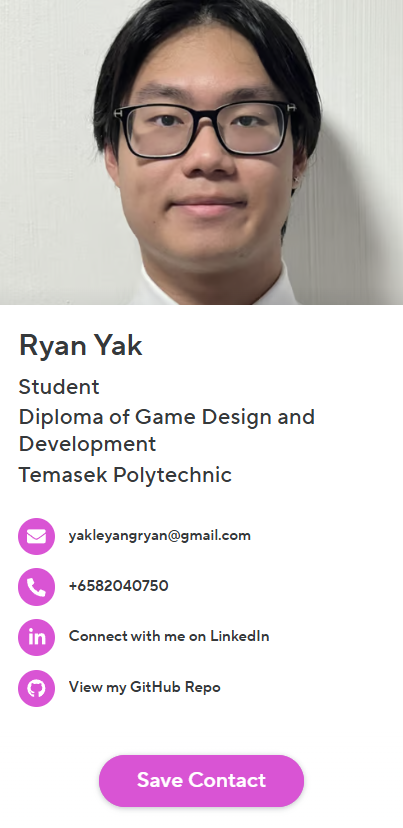 Ryan Yak
Student
Diploma of Game Design and
Development
Temasek Polytechnic
yakleyangryan@gmail.com
+6582040750
in
Connect with me on LinkedIn
View my GitHub Repo
Save Contact